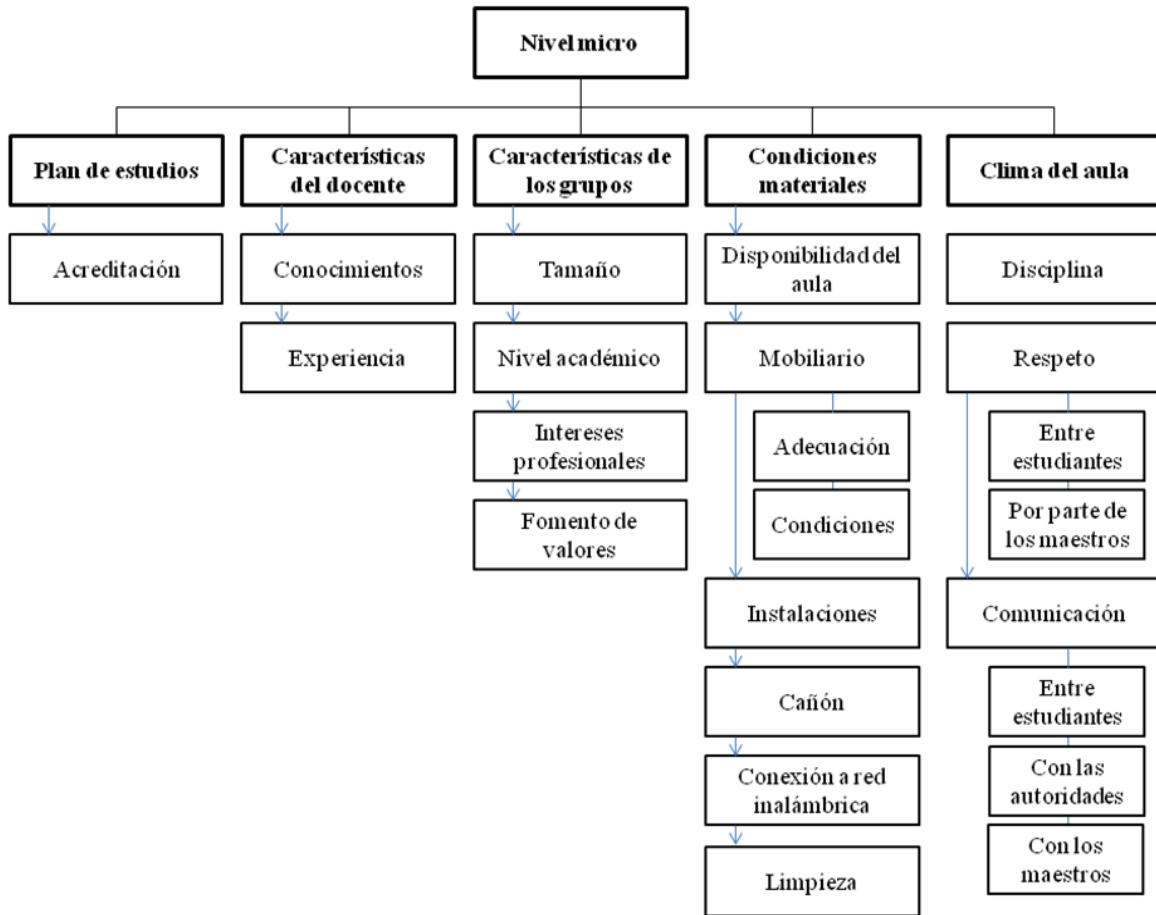 Nivel micro
Plan de estudios
Características
del docente
Características de
los grupos
Condiciones
materiales
Clima del aula
Acreditación
Conocimientos
Experiencia
Tamaño
Nivel académico
Intereses
profesionales
Fomento de
valores
Disponibilidad del
aula
Mobiliario
Adecuación
Condiciones
Instalaciones
Cañón
Conexión a red
inalámbrica
Limpieza
Disciplina
Respeto
Entre
estudiantes
Por parte de
los maestros
Comunicación
Entre
estudiantes
Con las
autoridades
Con los
maestros